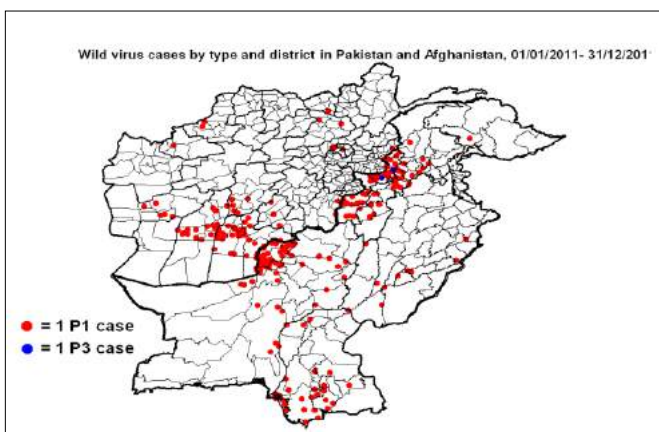 Wild virus cases by type and district in Pakistan and Afghanistan, 01/01/2011- 31/12/201
= 1 P1 case
= 1 P3 case